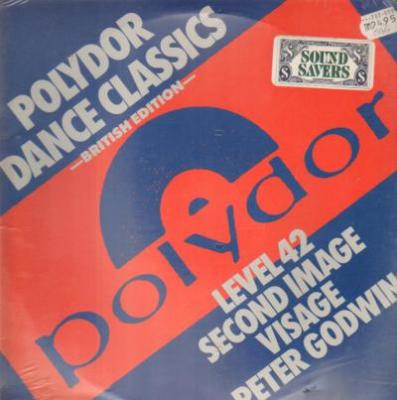 POLYDOR
DANCE CLASSICS
—BRITISH EDITION—
SOUND
SAVERS
$ $
polydor
LEVEL 42
SECOND IMAGE
VISAGE
PETER GODWIN